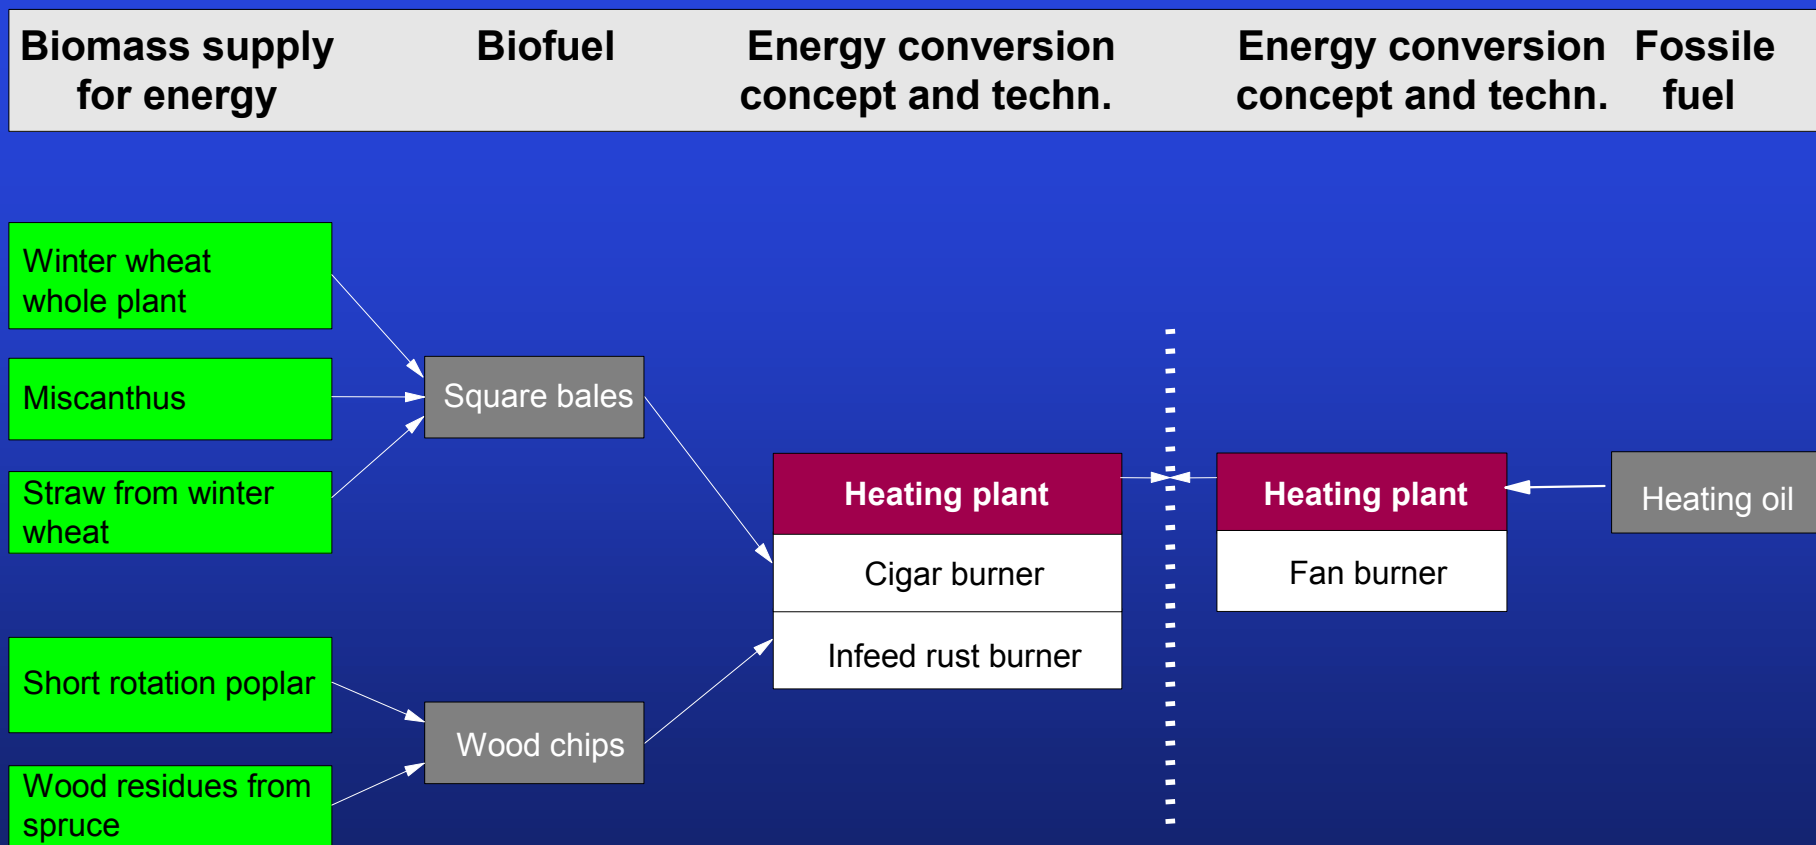 Biomass supply
for energy
Biofuel
Energy conversion
concept and techn.
Energy conversion
concept and techn.
Fossile
fuel
Winter wheat
whole plant
Miscanthus
Straw from winter
wheat
Short rotation poplar
Wood residues from
spruce
Square bales
Wood chips
Heating plant
Cigar burner
Infeed rust burner
Heating plant
Fan burner
Heating oil